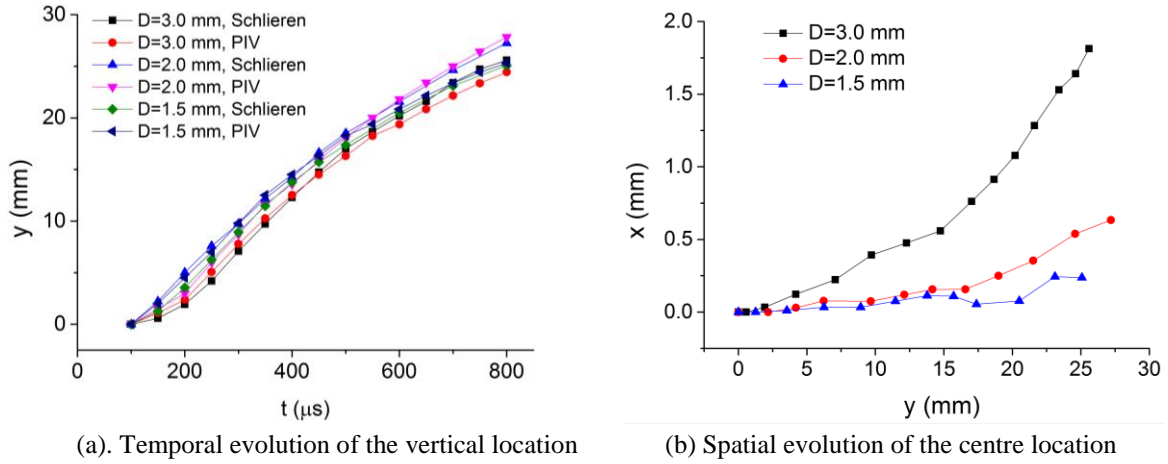 D=3.0 mm, Schlieren
D=3.0 mm, PIV
D=2.0 mm, Schlieren
D=2.0 mm, PIV
D=1.5 mm, Schlieren
D=1.5 mm, PIV
30
20
10
0
y (mm)
200 400 600 800
t (μs)
(a). Temporal evolution of the vertical location
D=3.0 mm
D=2.0 mm
D=1.5 mm
2.0
1.5
1.0
0.5
0.0
x (mm)
0 5 10 15 20 25 30
y (mm)
(b) Spatial evolution of the centre location